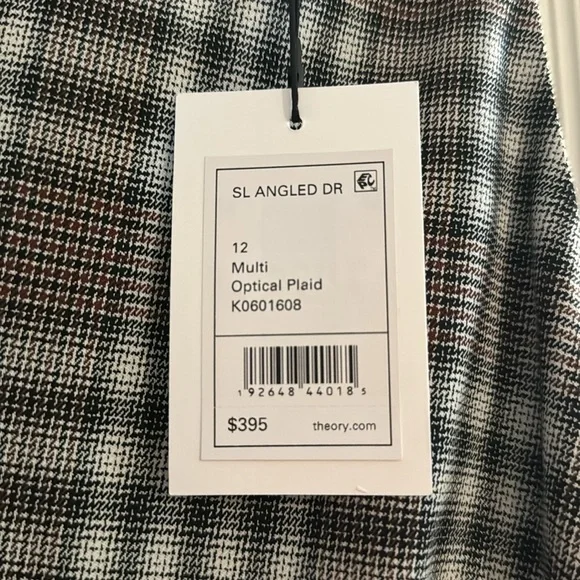 SL ANGLED DR
12
Multi
Optical Plaid
K0601608
1 92648 44018 5
$395 theory.com